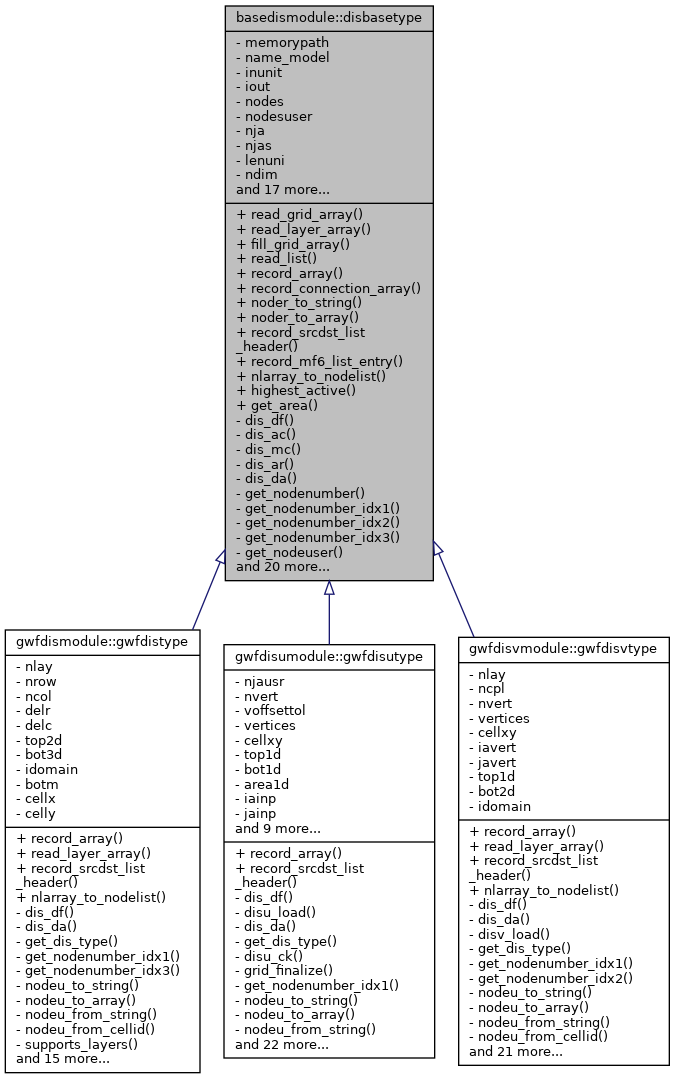 basedismodule::disbasetype
- memorypath
- name_model
- inunit
- iout
- nodes
- nodesuser
- nja
- njas
- lenuni
- ndim
and 17 more...
+ read_grid_array()
+ read_layer_array()
+ fill_grid_array()
+ read_list()
+ record_array()
+ record_connection_array()
+ noder_to_string()
+ noder_to_array()
+ record_srcdst_list
_header()
+ record_mf6_list_entry()
+ nlarray_to_nodelist()
+ highest_active()
+ get_area()
- dis_df()
- dis_ac()
- dis_mc()
- dis_ar()
- dis_da()
- get_nodenumber()
- get_nodenumber_idx1()
- get_nodenumber_idx2()
- get_nodenumber_idx3()
- get_nodeuser()
and 20 more...
gwfdismodule::gwfdistype
- nlay
- nrow
- ncol
- delr
- delc
- top2d
- bot3d
- idomain
- botm
- cellx
- celly
+ record_array()
+ read_layer_array()
+ record_srcdst_list
_header()
+ nlarray_to_nodelist()
- dis_df()
- dis_da()
- get_dis_type()
- get_nodenumber_idx1()
- get_nodenumber_idx3()
- nodeu_to_string()
- nodeu_to_array()
- nodeu_from_string()
- nodeu_from_cellid()
- supports_layers()
and 15 more...
gwfdisumodule::gwfdisutype
- njausr
- nvert
- voffsettol
- vertices
- cellxy
- top1d
- bot1d
- area1d
- iainp
- jainp
and 9 more...
+ record_array()
+ record_srcdst_list
_header()
- dis_df()
- disu_load()
- dis_da()
- get_dis_type()
- disu_ck()
- grid_finalize()
- get_nodenumber_idx1()
- nodeu_to_string()
- nodeu_to_array()
- nodeu_from_string()
and 22 more...
gwfdisvmodule::gwfdisvtype
- nlay
- ncpl
- nvert
- vertices
- cellxy
- iavert
- javert
- top1d
- bot2d
- idomain
+ record_array()
+ read_layer_array()
+ record_srcdst_list
_header()
+ nlarray_to_nodelist()
- dis_df()
- dis_da()
- disv_load()
- get_dis_type()
- get_nodenumber_idx1()
- get_nodenumber_idx2()
- nodeu_to_string()
- nodeu_to_array()
- nodeu_from_string()
- nodeu_from_cellid()
and 21 more...